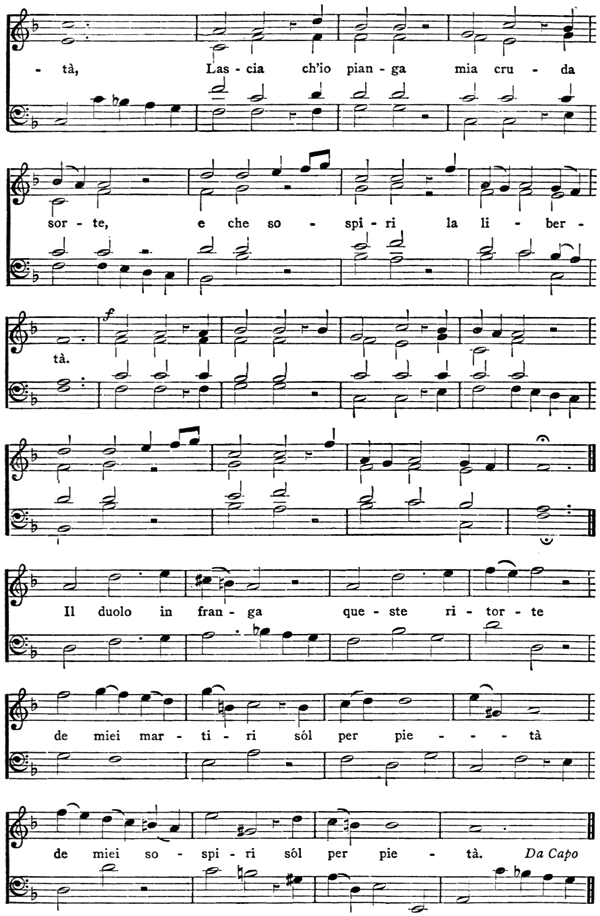 - tà, Las - cia ch'io pian - ga mia cru - da
sor - te, e che so - spi - ri la li - ber -
f
tà.
Il duolo in fran - ga que - ste ri - tor - te
de miei mar - ti - ri sól per pie - - - tà
de miei so - spi - ri sól per pie - tà. Da Capo